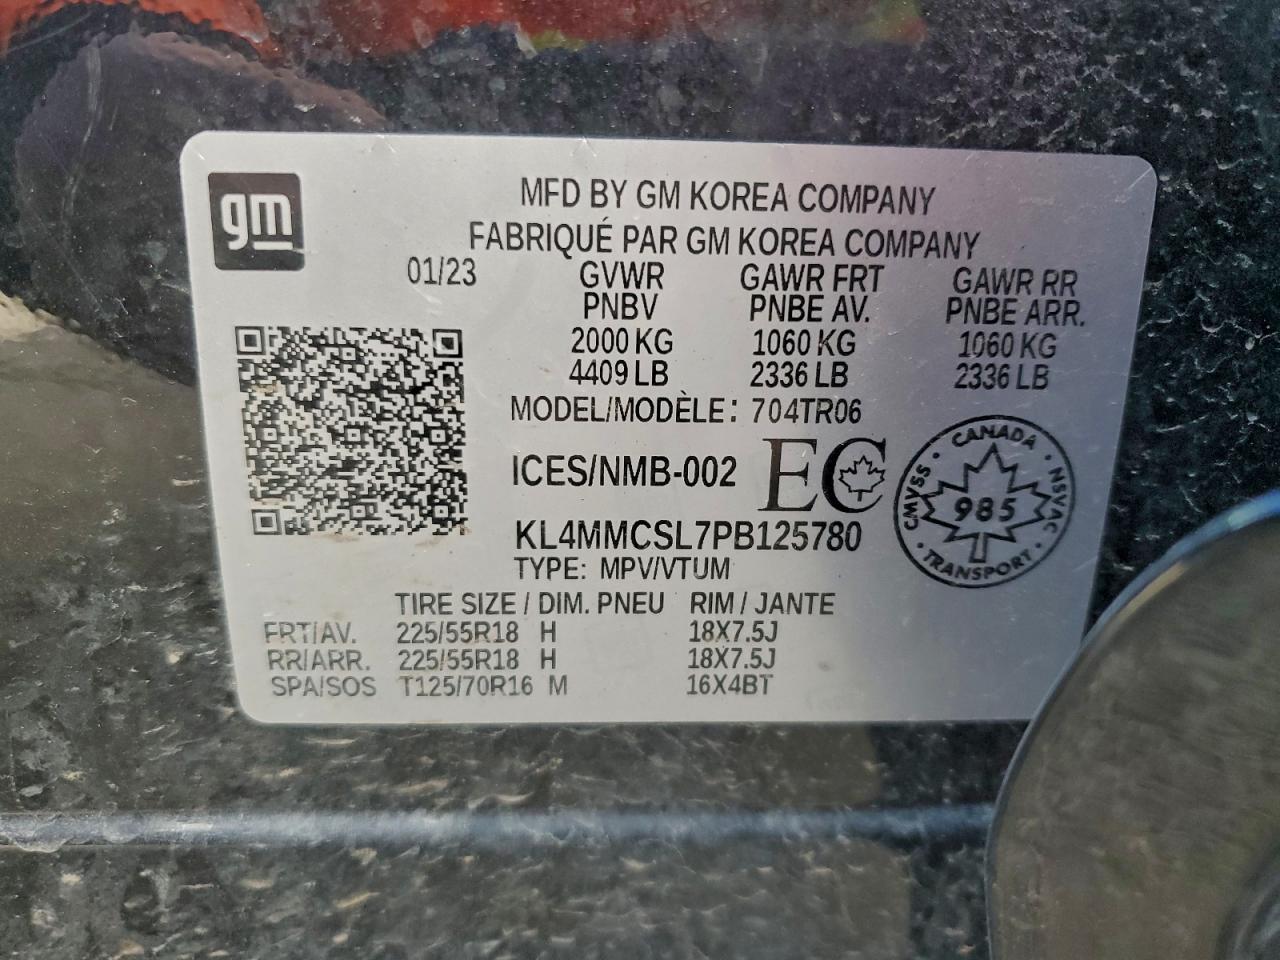 gm
MFD BY GM KOREA COMPANY
FABRIQUÉ PAR GM KOREA COMPANY
01/23 GVWR GAWR FRT GAWR RR
PNBV PNBE AV. PNBE ARR.
2000 KG 1060 KG 1060 KG
4409 LB 2336 LB 2336 LB
MODEL/MODÈLE: 704TR06
ICES/NMB-002 EC
CANADA
CMVSS 985 NSVAC
TRANSPORT
KL4MMCSL7PB125780
TYPE: MPV/VTUM
TIRE SIZE / DIM. PNEU RIM / JANTE
FRT/AV. 225/55R18 H 18X7.5J
RR/ARR. 225/55R18 H 18X7.5J
SPA/SOS T125/70R16 M 16X4BT